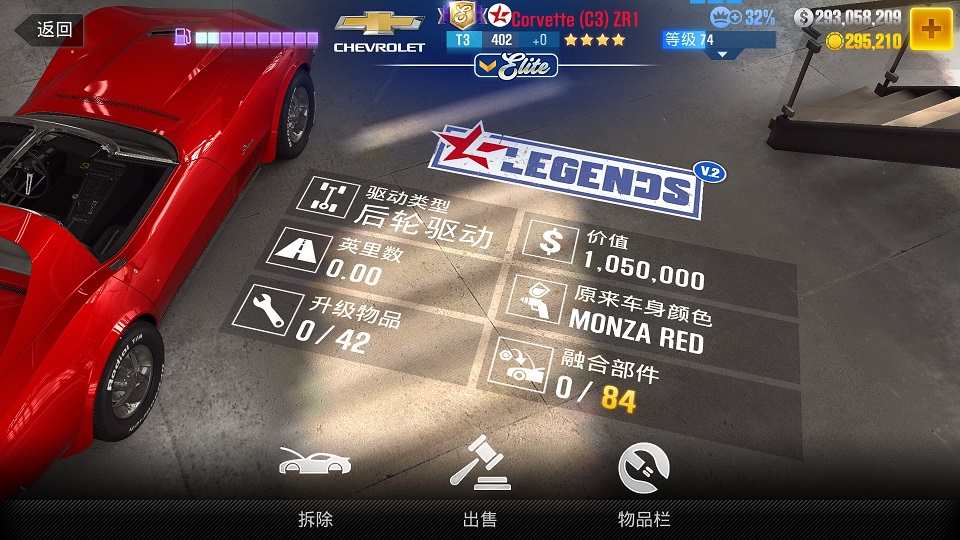 返回
CHEVROLET
Corvette (C3) ZR1
T3 402 +0
Elite
32%
等级 74
$ 293,058,209
295,210
LEGENDS
V.2
驱动类型
后轮驱动
英里数
0.00
升级物品
0/42
价值
1,050,000
原来车身颜色
MONZA RED
融合部件
0/ 84
Radial T/A
拆除
出售
物品栏